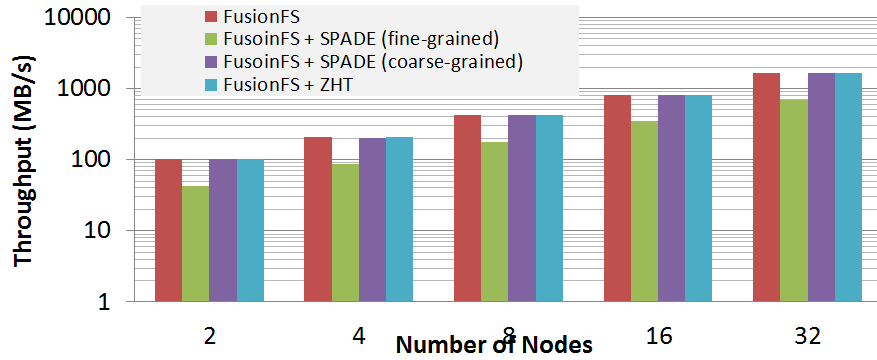 10000
1000
100
10
1
Throughput (MB/s)
FusionFS
FusoinFS + SPADE (fine-grained)
FusoinFS + SPADE (coarse-grained)
FusionFS + ZHT
2 4 8 16 32
Number of Nodes